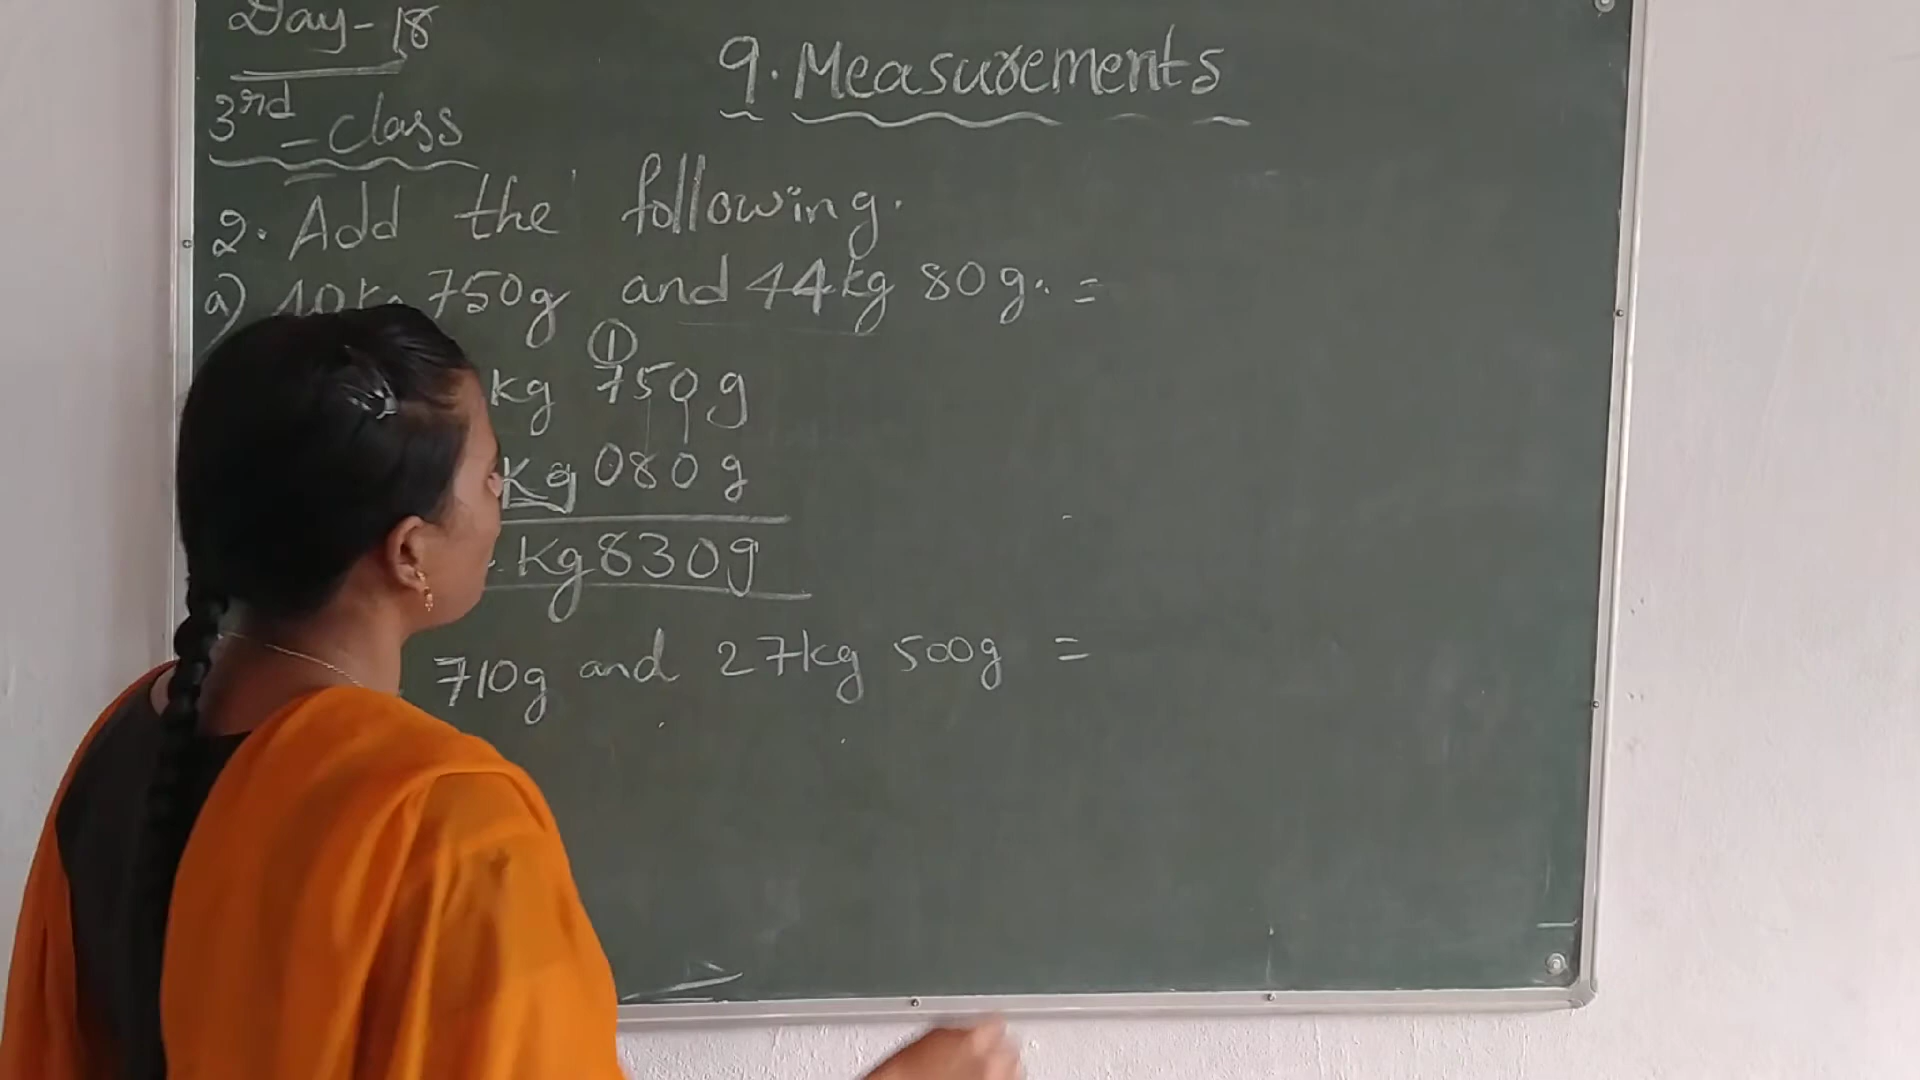 Day-18
9. Measurements
3rd - class
2. Add the following.
a) 10K 750g and 44kg 80g. =
1
kg 750g
kg 080g
kg 830g
710g and 27kg 500g =